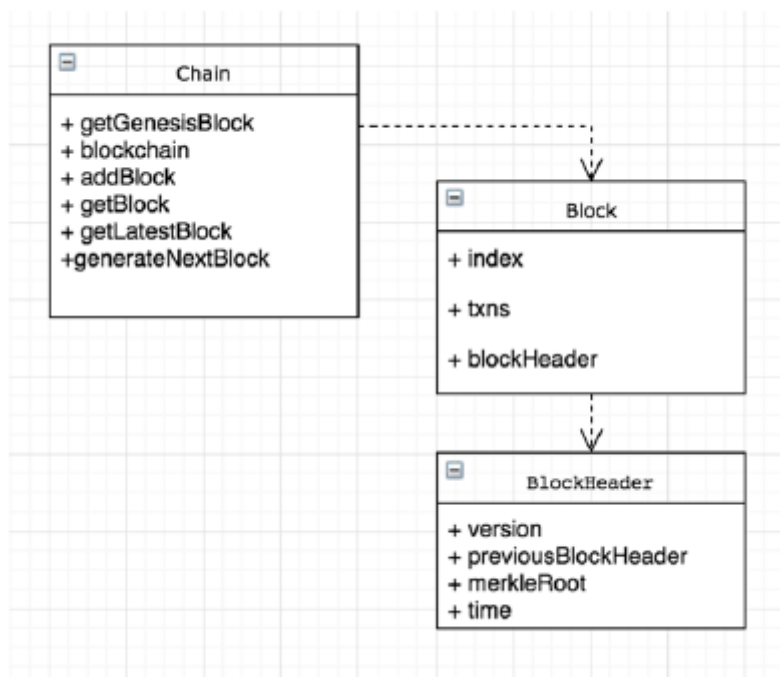 Chain
+ getGenesisBlock
+ blockchain
+ addBlock
+ getBlock
+ getLatestBlock
+generateNextBlock
Block
+ index
+ txns
+ blockHeader
BlockHeader
+ version
+ previousBlockHeader
+ merkleRoot
+ time